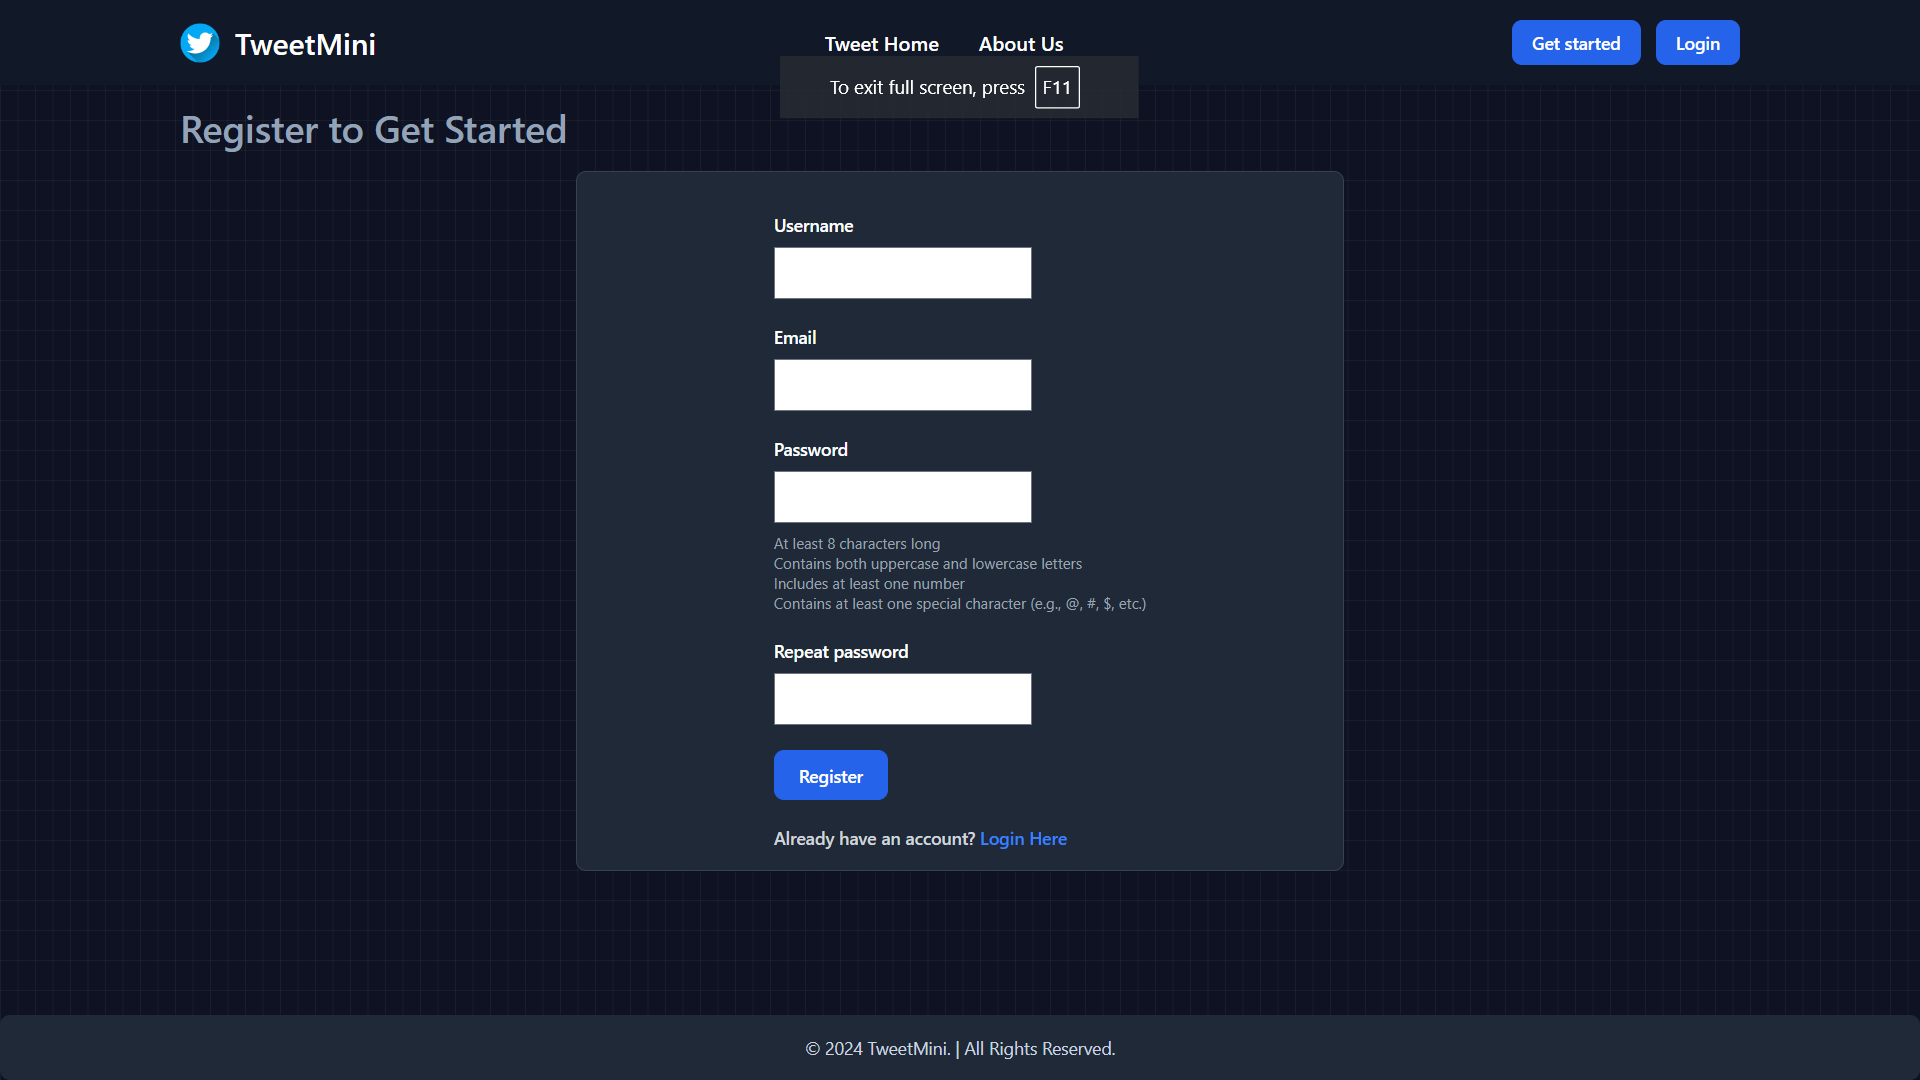 TweetMini
Tweet Home
About Us
Get started
Login
To exit full screen, press F11
Register to Get Started
Username
Email
Password
At least 8 characters long
Contains both uppercase and lowercase letters
Includes at least one number
Contains at least one special character (e.g., @, #, $, etc.)
Repeat password
Register
Already have an account? Login Here
© 2024 TweetMini. | All Rights Reserved.